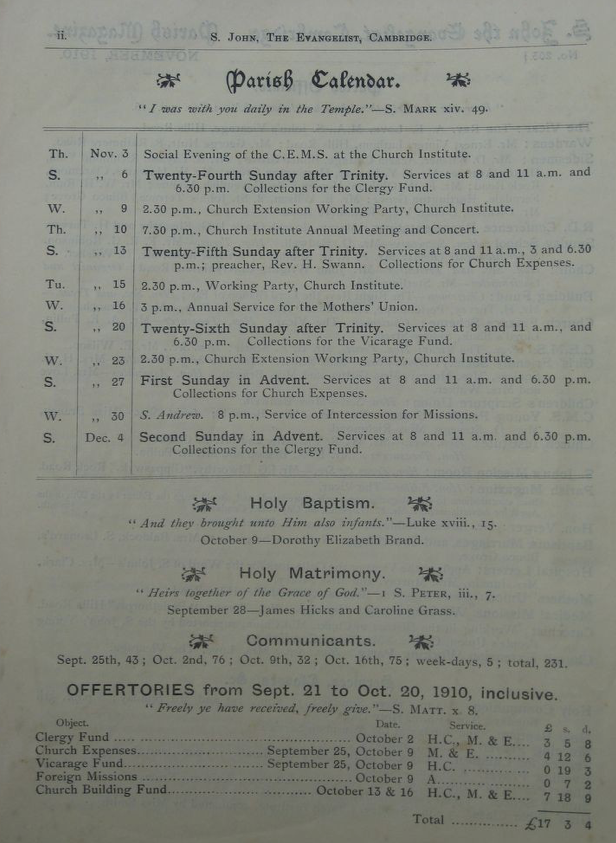 ii. S. John, The Evangelist, Cambridge.
Parish Calendar.
"I was with you daily in the Temple."—S. Mark xiv. 49.
Th. Nov. 3 Social Evening of the C.E.M.S. at the Church Institute.
S. ,, 6 Twenty-Fourth Sunday after Trinity. Services at 8 and 11 a.m. and
6.30 p.m. Collections for the Clergy Fund.
W. ,, 9 2.30 p.m., Church Extension Working Party, Church Institute.
Th. ,, 10 7.30 p.m., Church Institute Annual Meeting and Concert.
S. ,, 13 Twenty-Fifth Sunday after Trinity. Services at 8 and 11 a.m., 3 and 6.30
p.m.; preacher, Rev. H. Swann. Collections for Church Expenses.
Tu. ,, 15 2.30 p.m., Working Party, Church Institute.
W. ,, 16 3 p.m., Annual Service for the Mothers' Union.
S. ,, 20 Twenty-Sixth Sunday after Trinity. Services at 8 and 11 a.m., and
6.30 p.m. Collections for the Vicarage Fund.
W. ,, 23 2.30 p.m., Church Extension Working Party, Church Institute.
S. ,, 27 First Sunday in Advent. Services at 8 and 11 a.m. and 6.30 p.m.
Collections for Church Expenses.
W. ,, 30 S. Andrew. 8 p.m., Service of Intercession for Missions.
S. Dec. 4 Second Sunday in Advent. Services at 8 and 11 a.m. and 6.30 p.m.
Collections for the Clergy Fund.
Holy Baptism.
"And they brought unto Him also infants."—Luke xviii., 15.
October 9—Dorothy Elizabeth Brand.
Holy Matrimony.
"Heirs together of the Grace of God."—1 S. Peter, iii., 7.
September 28—James Hicks and Caroline Grass.
Communicants.
Sept. 25th, 43; Oct. 2nd, 76; Oct. 9th, 32; Oct. 16th, 75; week-days, 5; total, 231.
OFFERTORIES from Sept. 21 to Oct. 20, 1910, inclusive.
"Freely ye have received, freely give."—S. Matt. x. 8.
Object. Date. Service. £ s. d.
Clergy Fund ..... October 2 H.C., M. & E.... 3 5 8
Church Expenses..... September 25, October 9 M. & E. ..... 4 12 6
Vicarage Fund..... September 25, October 9 H.C. ..... 0 19 3
Foreign Missions ..... October 9 A..... 0 7 2
Church Building Fund..... October 13 & 16 H.C., M. & E.... 7 18 9
Total ..... £17 3 4